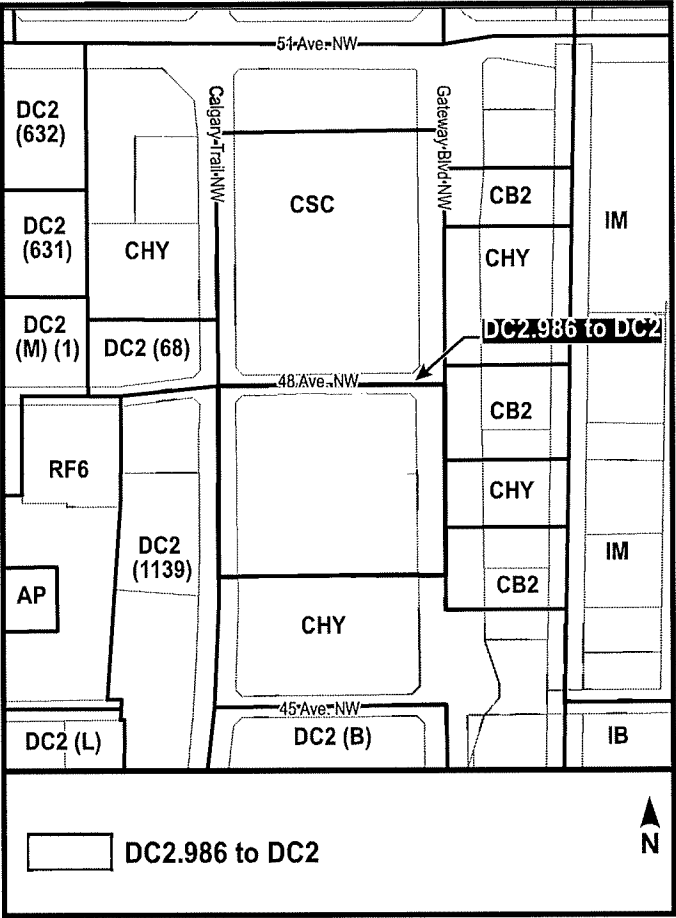 51 Ave. NW
DC2
(632)
Calgary Trail NW
Gateway Blvd NW
CSC
CB2
IM
DC2
(631)
CHY
CHY
DC2
(M) (1)
DC2 (68)
DC2.986 to DC2
48 Ave. NW
CB2
RF6
CHY
DC2
(1139)
IM
AP
CB2
CHY
45 Ave. NW
DC2 (L)
DC2 (B)
IB
DC2.986 to DC2
N